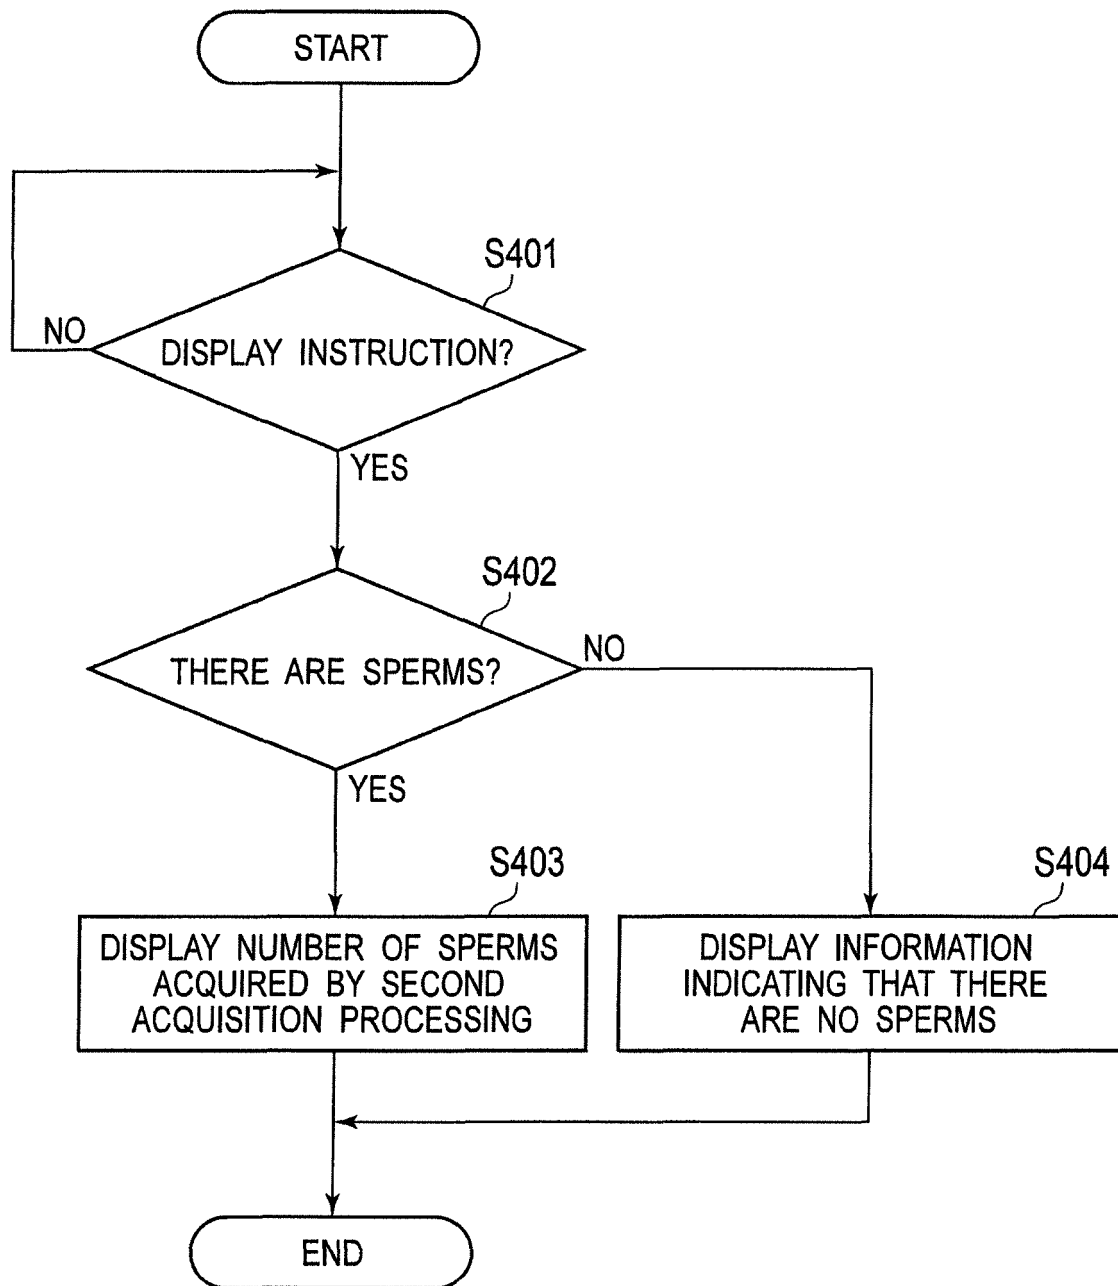 START
S401
NO
DISPLAY INSTRUCTION?
YES
S402
NO
THERE ARE SPERMS?
YES
S403
S404
DISPLAY NUMBER OF SPERMS
ACQUIRED BY SECOND
ACQUISITION PROCESSING
DISPLAY INFORMATION
INDICATING THAT THERE
ARE NO SPERMS
END